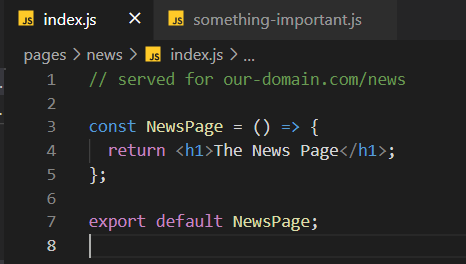 JS index.js × JS something-important.js
pages > news > JS index.js > ...
1 // served for our-domain.com/news
2
3 const NewsPage = () => {
4   return <h1>The News Page</h1>;
5 };
6
7 export default NewsPage;
8